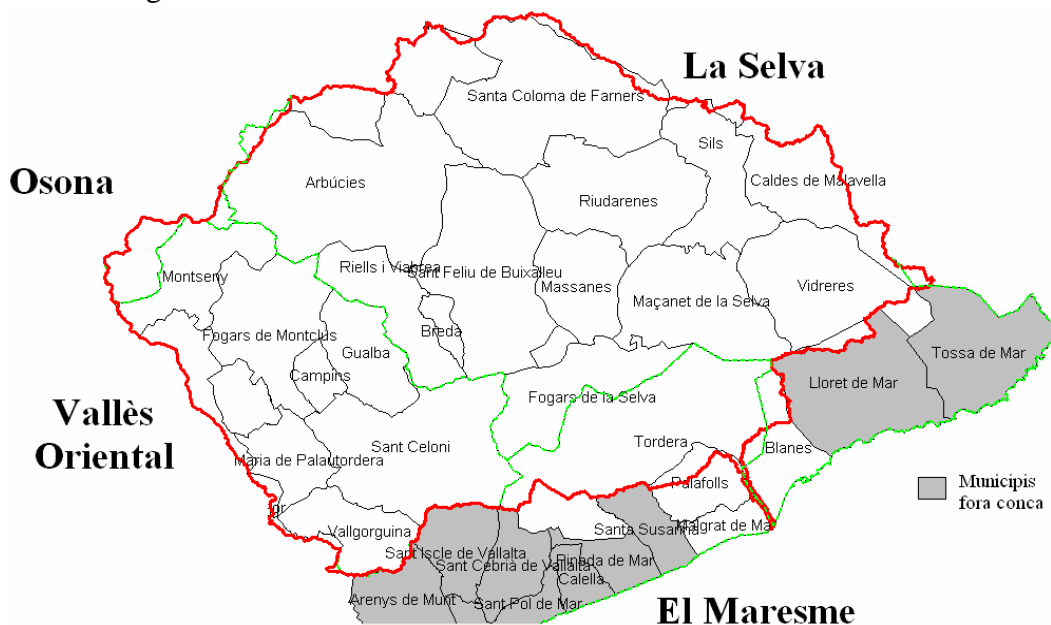 La Selva
Santa Coloma de Farners
Sils
Osona
Arbúcies
Caldes de Malavella
Riudarenes
Montseny
Riells i Viabrea
Sant Feliu de Buixalleu
Massanes
Maçanet de la Selva
Vidreres
Fogars de Montclús
Breda
Gualba
Tossa de Mar
Campins
Lloret de Mar
Fogars de la Selva
Vallès
Oriental
Sant Celoni
Tordera
Blanes
Maria de Palautordera
Palafolls
Municipis
fora conca
Vallgorguina
Santa Susanna
Malgrat de Ma
Sant Iscle de Vallalta
Sant Cebrià de Vallalta
Pinada de Mar
Calella
Arenys de Munt
Sant Pol de Mar
El Maresme